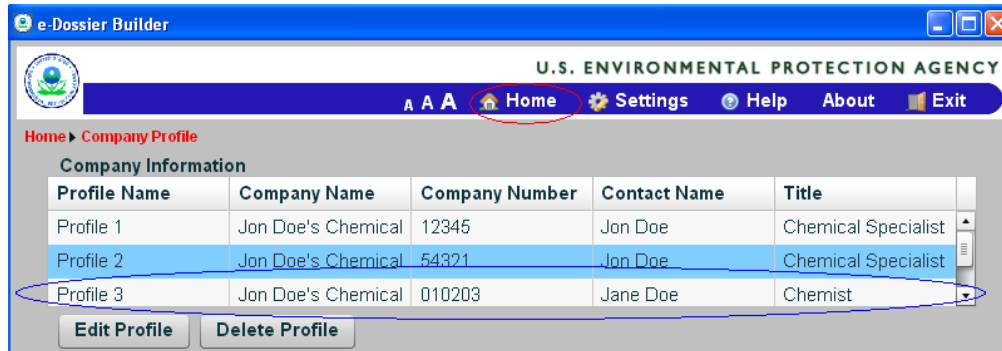 e-Dossier Builder
U.S. ENVIRONMENTAL PROTECTION AGENCY
A A A Home Settings Help About Exit
Home Company Profile
Company Information
Profile Name Company Name Company Number Contact Name Title
Profile 1 Jon Doe's Chemical 12345 Jon Doe Chemical Specialist
Profile 2 Jon Doe's Chemical 54321 Jon Doe Chemical Specialist
Profile 3 Jon Doe's Chemical 010203 Jane Doe Chemist
Edit Profile Delete Profile